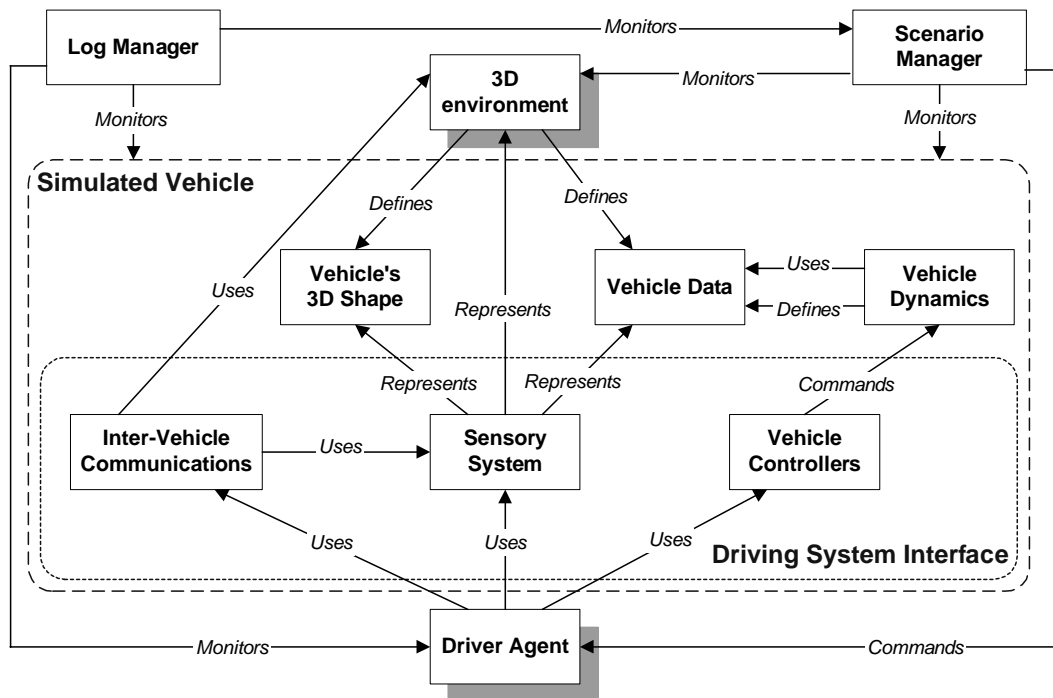 Log Manager
Monitors
Scenario
Manager
3D
environment
Monitors
Monitors
Monitors
Simulated Vehicle
Defines
Defines
Uses
Vehicle's
3D Shape
Vehicle Data
Uses
Defines
Vehicle
Dynamics
Represents
Represents
Represents
Commands
Inter-Vehicle
Communications
Uses
Sensory
System
Vehicle
Controllers
Uses
Uses
Uses
Driving System Interface
Monitors
Driver Agent
Commands